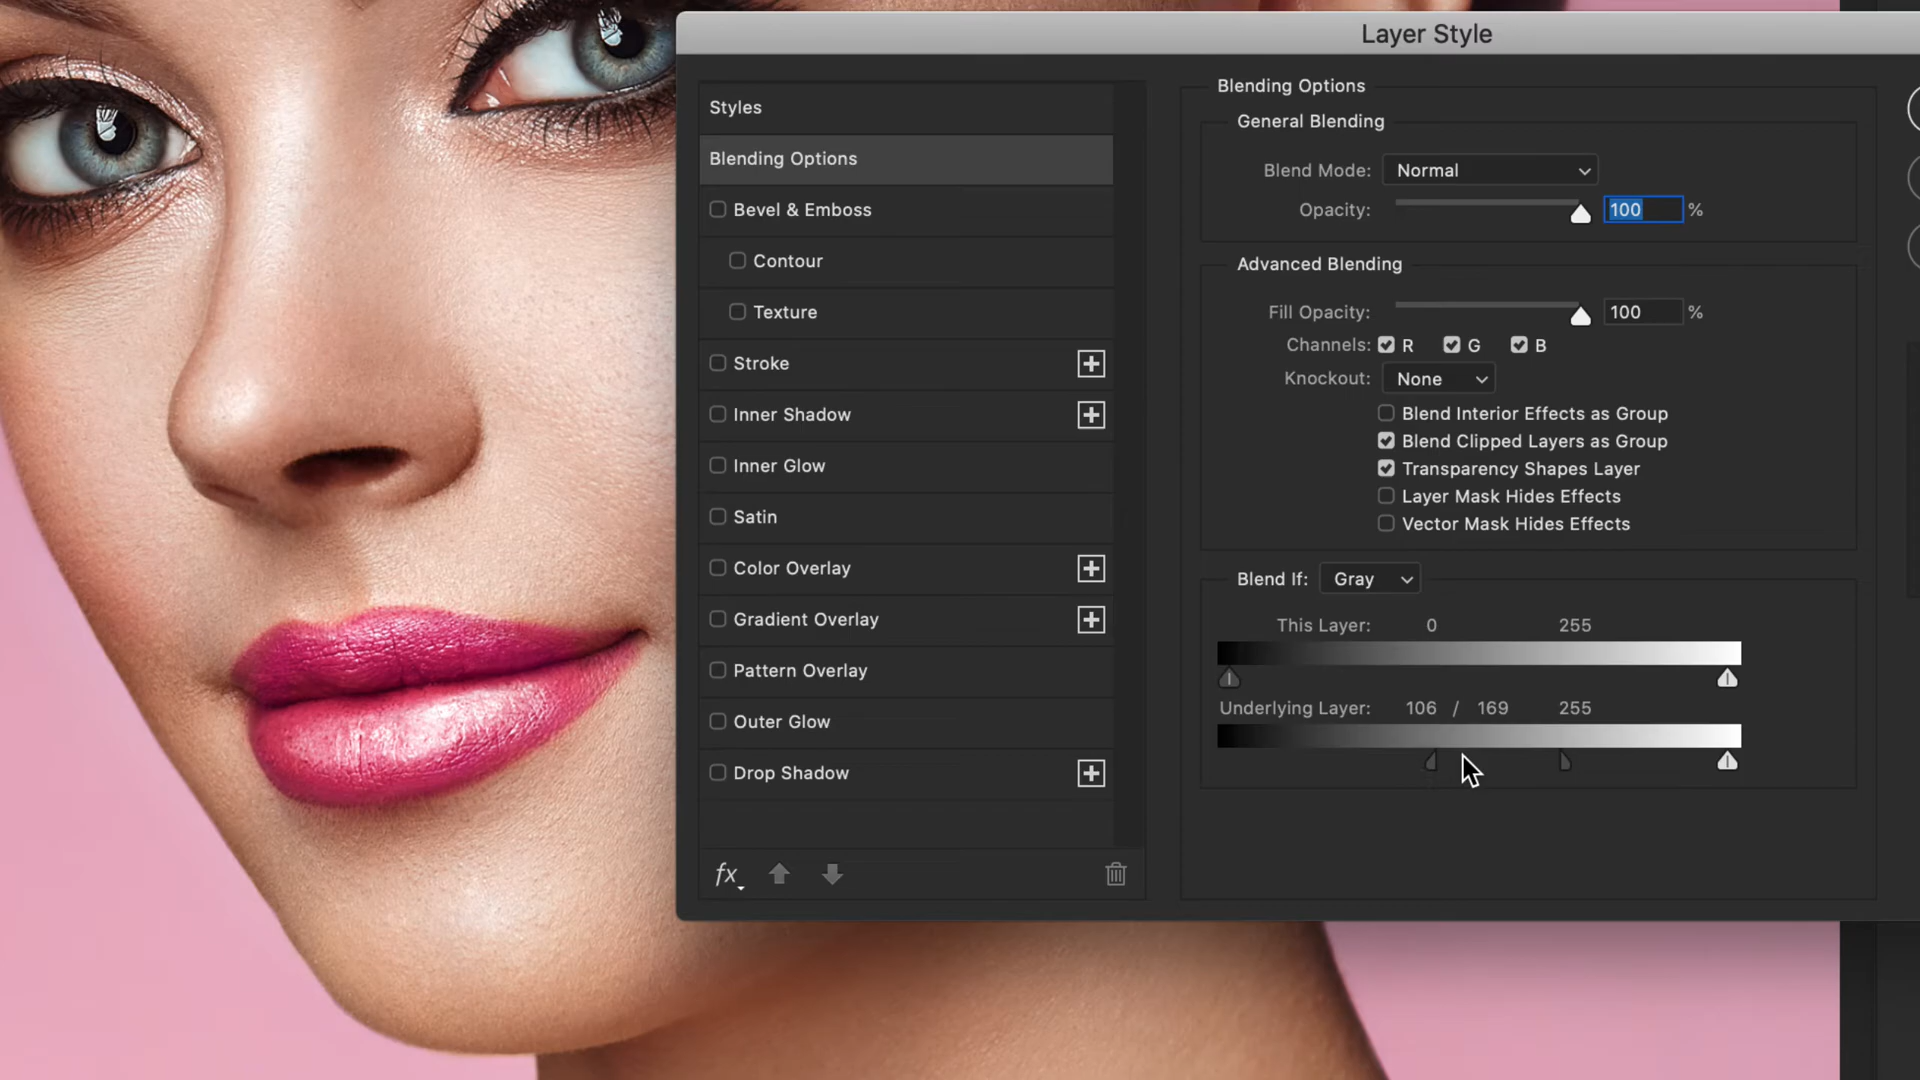 Layer Style
Styles
Blending Options
Bevel & Emboss
Contour
Texture
Stroke
Inner Shadow
Inner Glow
Satin
Color Overlay
Gradient Overlay
Pattern Overlay
Outer Glow
Drop Shadow
fx
Blending Options
General Blending
Blend Mode: Normal
Opacity: 100 %
Advanced Blending
Fill Opacity: 100 %
Channels: R G B
Knockout: None
Blend Interior Effects as Group
Blend Clipped Layers as Group
Transparency Shapes Layer
Layer Mask Hides Effects
Vector Mask Hides Effects
Blend If: Gray
This Layer: 0 255
Underlying Layer: 106 / 169 255